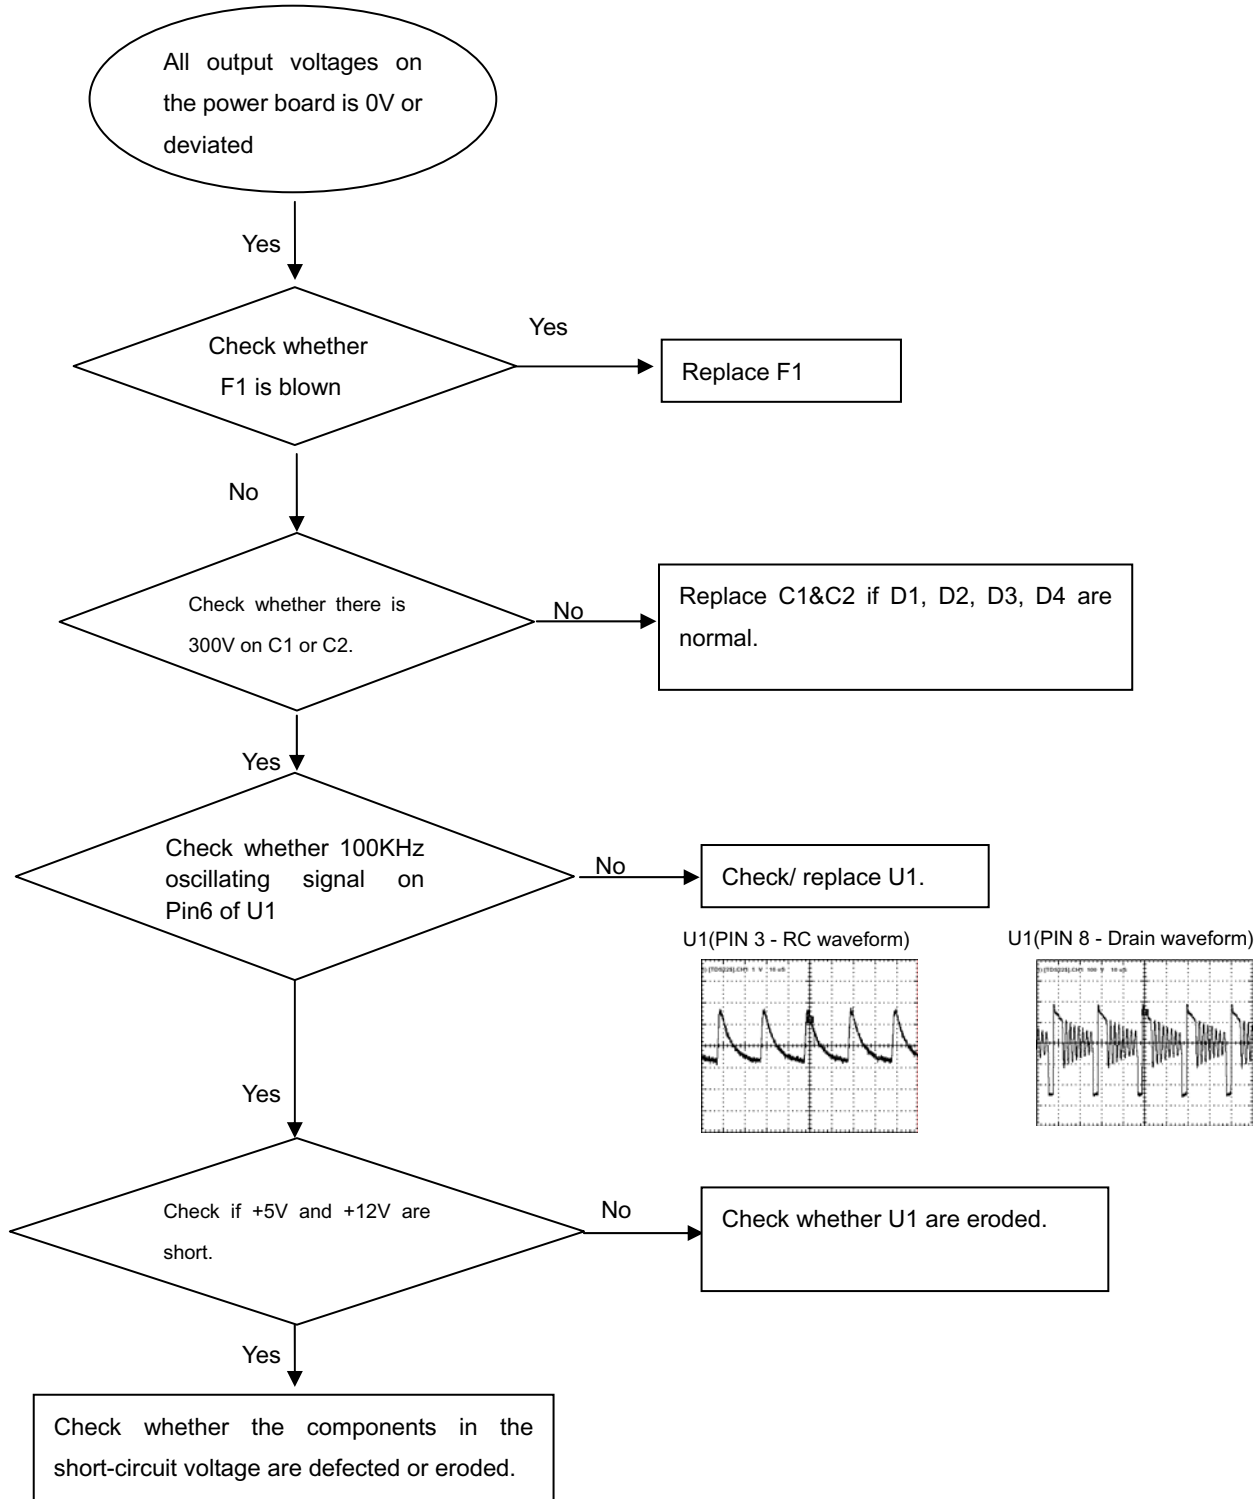 All output voltages on
the power board is 0V or
deviated
Yes
Check whether
F1 is blown
Yes
Replace F1
No
Check whether there is
300V on C1 or C2.
No
Replace C1&C2 if D1, D2, D3, D4 are
normal.
Yes
Check whether 100KHz
oscillating signal on
Pin6 of U1
No
Check/ replace U1.
U1(PIN 3 - RC waveform)
U1(PIN 8 - Drain waveform)
Yes
Check if +5V and +12V are
short.
No
Check whether U1 are eroded.
Yes
Check whether the components in the
short-circuit voltage are defected or eroded.